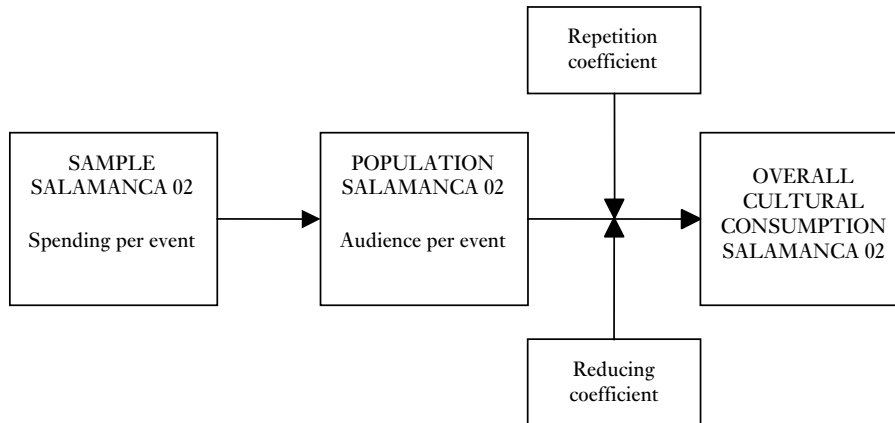 Repetition
coefficient
SAMPLE
SALAMANCA 02
Spending per event
POPULATION
SALAMANCA 02
Audience per event
OVERALL
CULTURAL
CONSUMPTION
SALAMANCA 02
Reducing
coefficient